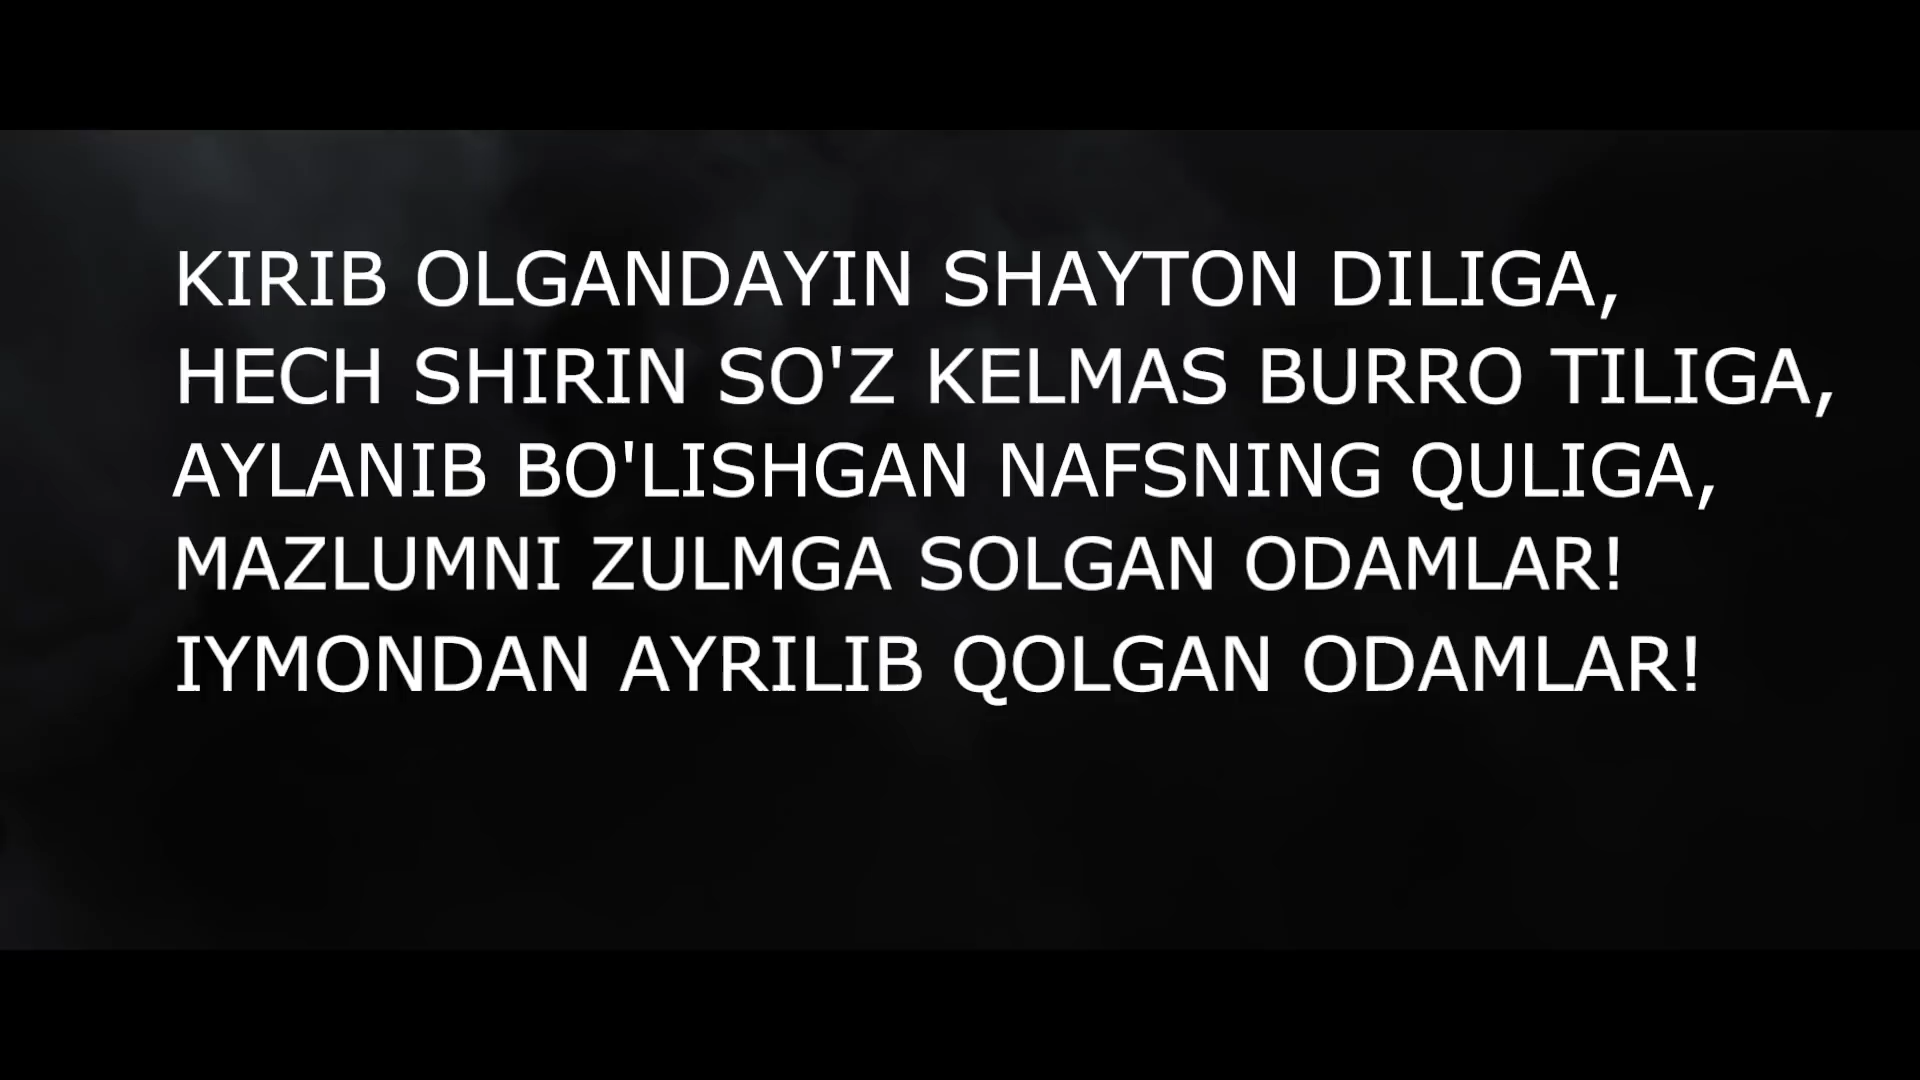 KIRIB OLGANDAYIN SHAYTON DILIGA,
HECH SHIRIN SO'Z KELMAS BURRO TILIGA,
AYLANIB BO'LISHGAN NAFSNING QULIGA,
MAZLUMNI ZULMGA SOLGAN ODAMLAR!
IYMONDAN AYRILIB QOLGAN ODAMLAR!